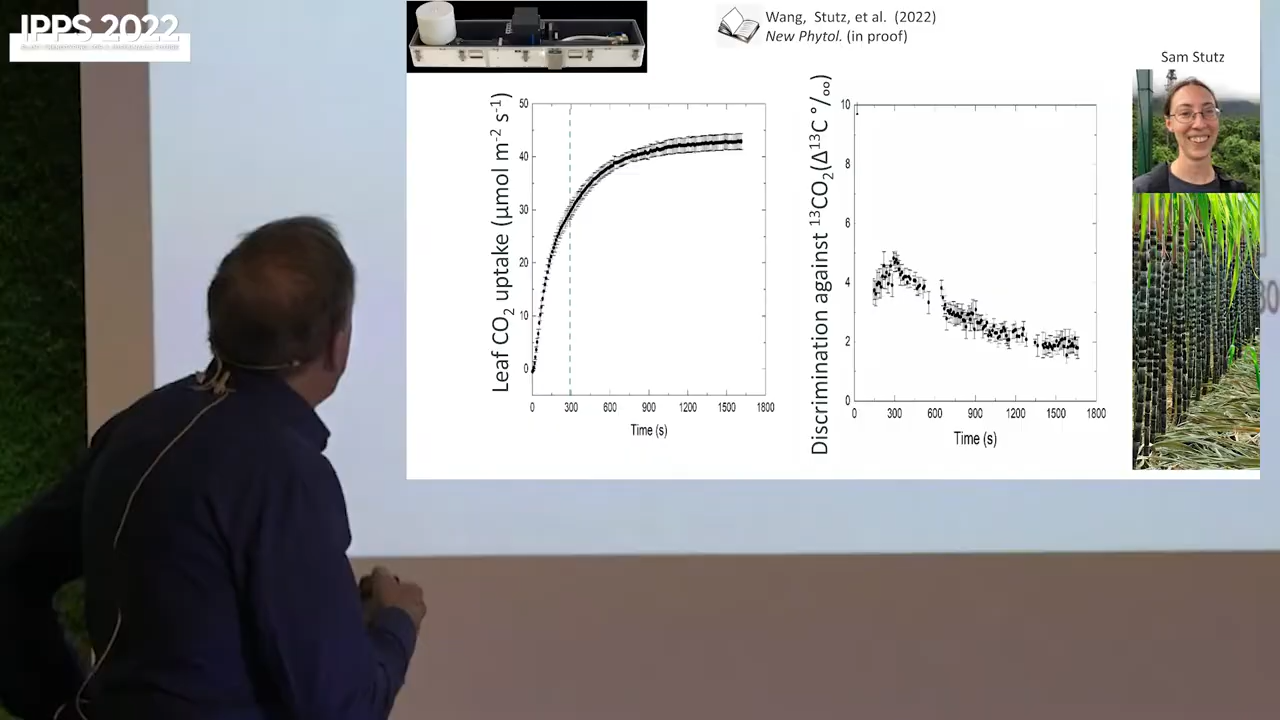 IPPS 2022
Wang, Stutz, et al. (2022)
New Phytol. (in proof)
Sam Stutz
Leaf CO₂ uptake (µmol m⁻² s⁻¹)
50
40
30
20
10
0
0 300 600 900 1200 1500 1800
Time (s)
Discrimination against ¹³CO₂(Δ¹³C °/₀₀)
10
8
6
4
2
0
0 300 600 900 1200 1500 1800
Time (s)